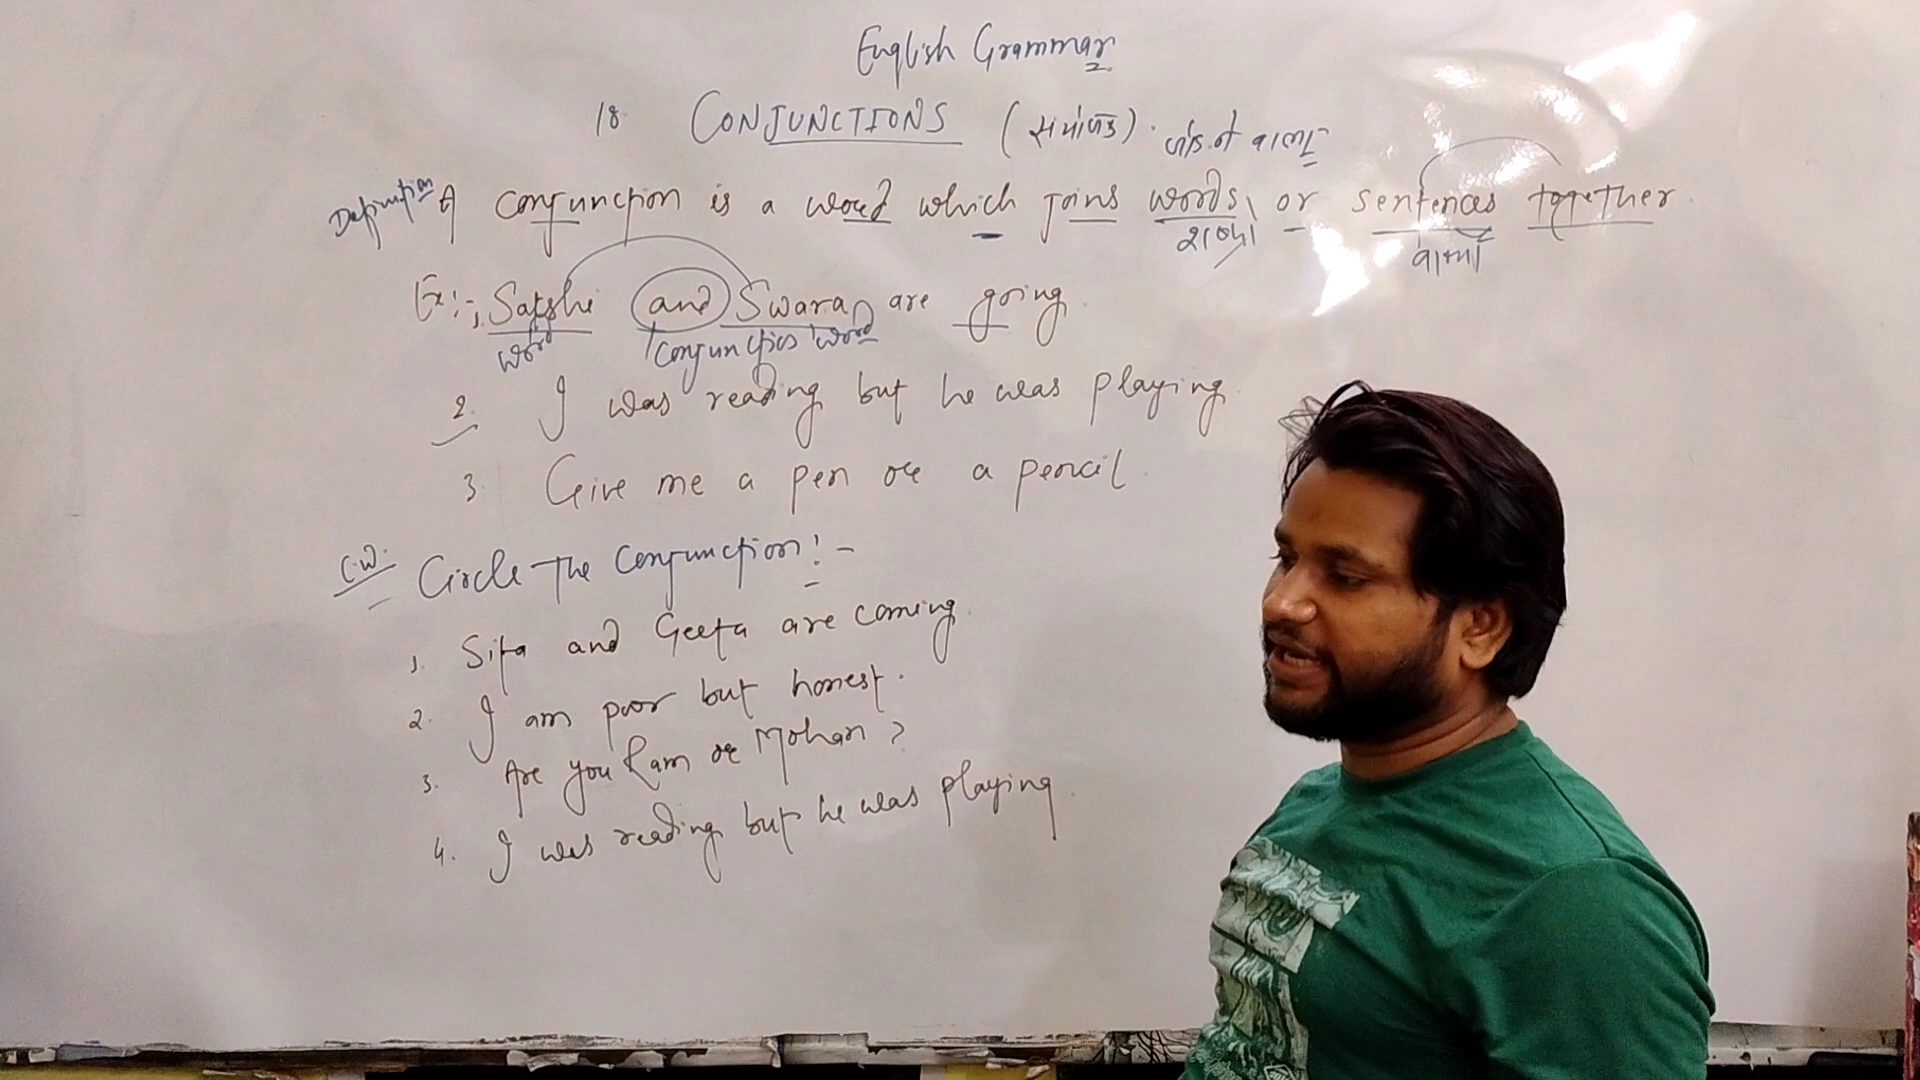 English Grammar
18. CONJUNCTIONS (संयोजक). जोड़ने वाला
Definition A conjunction is a word which joins words, or sentences together.
शब्दों वाक्यों
Ex:-, Sakshi and Swara are going.
word conjunctions word
2. I was reading but he was playing.
3. Give me a pen or a pencil.
C.W. Circle The Conjunction:-
1. Sita and Geeta are coming.
2. I am poor but honest.
3. Are you Ram or Mohan?
4. I was reading but he was playing.